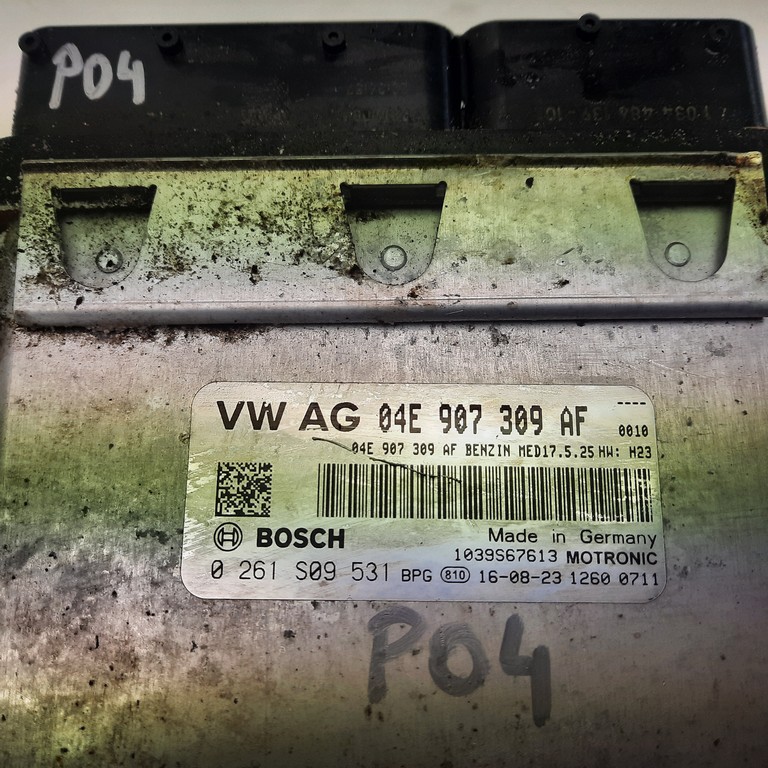 P04
VW AG 04E 907 309 AF
----
0010
04E 907 309 AF BENZIN MED17.5.25 HW: H23
BOSCH
Made in Germany
1039S67613 MOTRONIC
0 261 S09 531 BPG 810 16-08-23 1260 0711
P04